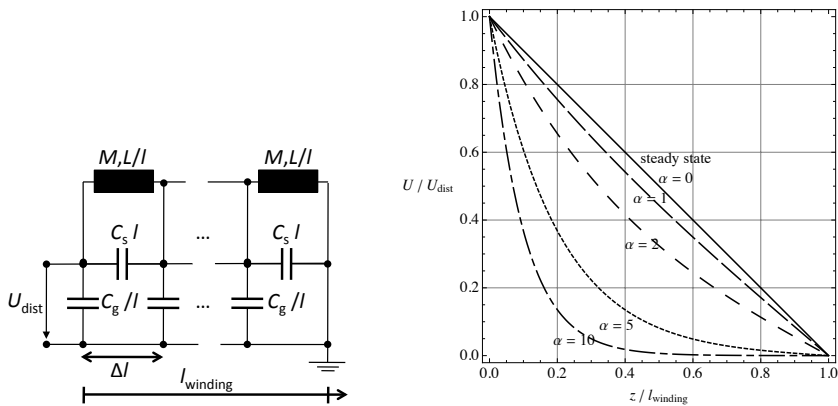 M,L/l
M,L/l
C_s l
...
C_s l
U_dist
C_g/l
...
C_g/l
Δl
l_winding
U / U_dist
1.0
0.8
0.6
0.4
0.2
0.0
steady state
α = 0
α = 1
α = 2
α = 5
α = 10
0.0
0.2
0.4
0.6
0.8
1.0
z / l_winding